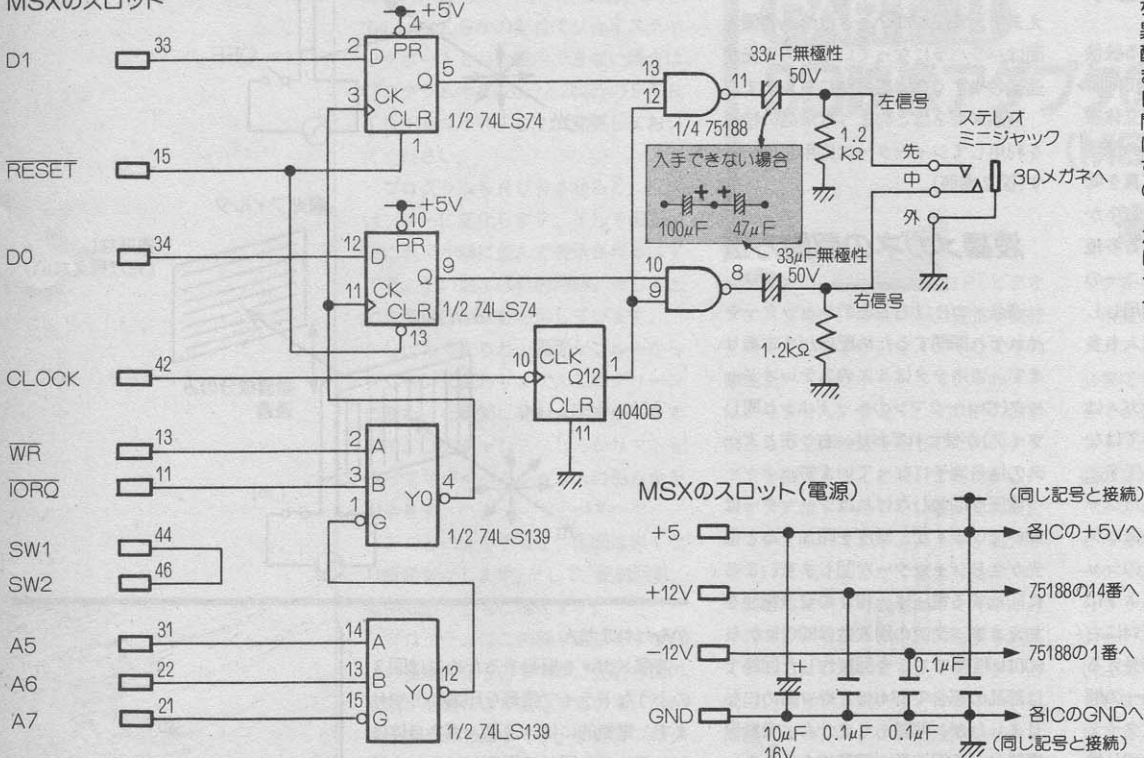 MSXのスロット
D1
33
RESET
15
D0
34
CLOCK
42
WR
13
IORQ
11
SW1
44
SW2
46
A5
31
A6
22
A7
21
+5V
4
2
D
PR
Q
5
3
CK
CLR
1/2 74LS74
1
+5V
10
12
D
PR
Q
9
11
CK
CLR
1/2 74LS74
13
10
CLK
Q12
1
CLR
4040B
11
2
A
3
B
Y0
4
1
G
1/2 74LS139
14
A
13
B
Y0
12
15
G
1/2 74LS139
13
12
11
1/4 75188
33μF無極性
50V
左信号
1.2
kΩ
入手できない場合
+ +
100μF 47μF
33μF無極性
50V
10
9
8
右信号
1.2kΩ
ステレオ
ミニジャック
先
中
外
3Dメガネへ
MSXのスロット(電源)
(同じ記号と接続)
+5
各ICの+5Vへ
+12V
75188の14番へ
−12V
75188の1番へ
+
0.1μF
GND
各ICのGNDへ
10μF
16V
0.1μF
0.1μF
(同じ記号と接続)